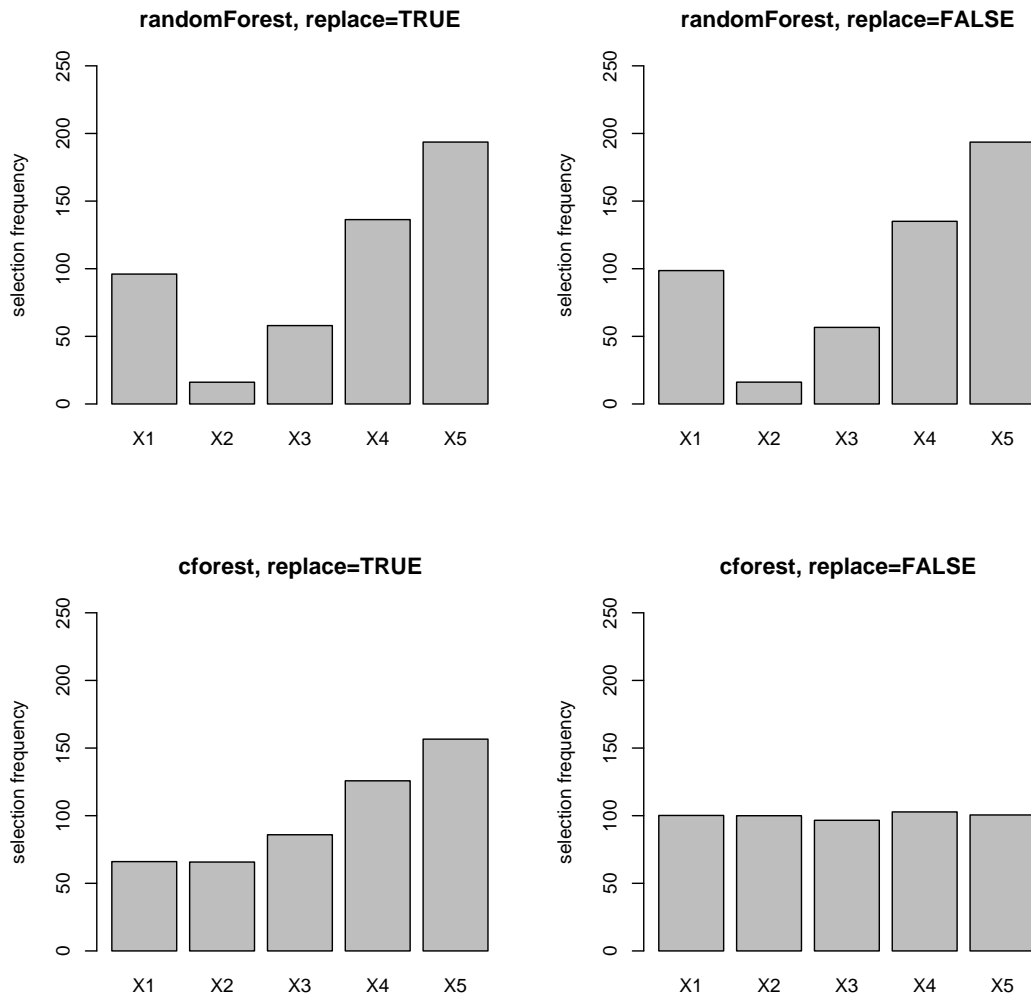 randomForest, replace=TRUE
selection frequency
250
200
150
100
50
0
X1 X2 X3 X4 X5
randomForest, replace=FALSE
selection frequency
250
200
150
100
50
0
X1 X2 X3 X4 X5
cforest, replace=TRUE
selection frequency
250
200
150
100
50
0
X1 X2 X3 X4 X5
cforest, replace=FALSE
selection frequency
250
200
150
100
50
0
X1 X2 X3 X4 X5